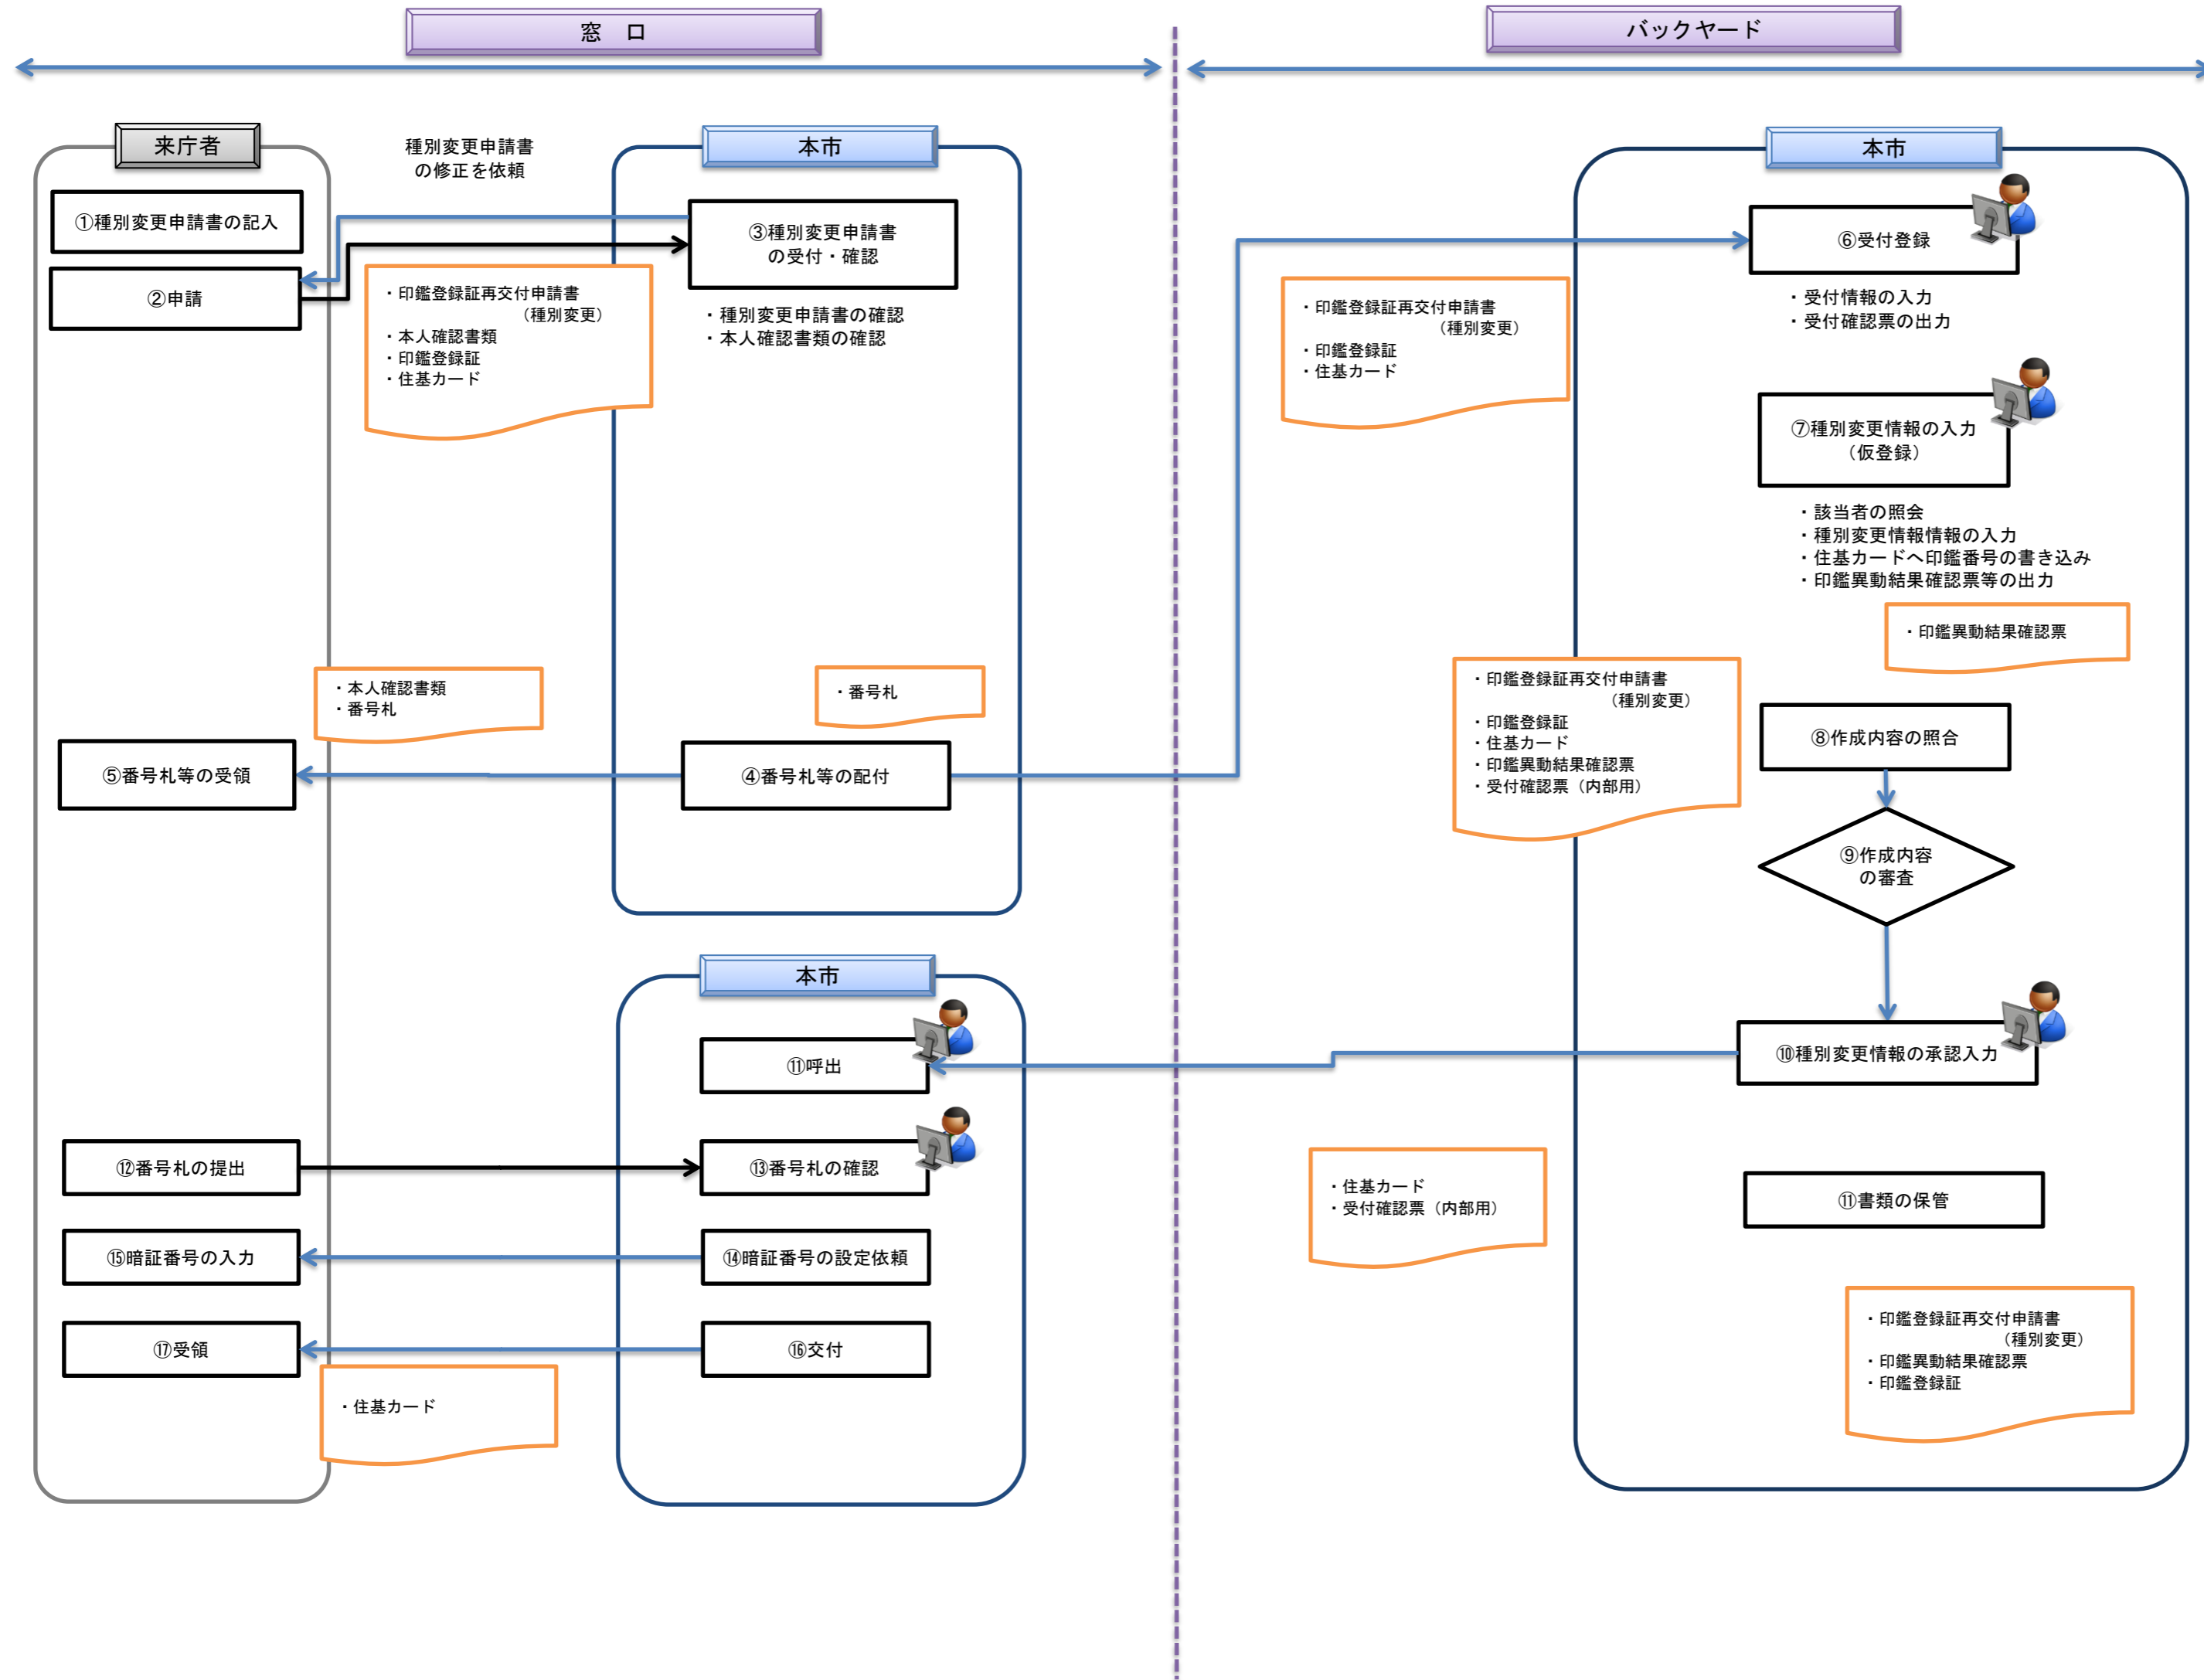 窓　口
バックヤード
来庁者
種別変更申請書
の修正を依頼
本市
①種別変更申請書の記入
②申請
③種別変更申請書
の受付・確認
・印鑑登録証再交付申請書
（種別変更）
・本人確認書類
・印鑑登録証
・住基カード
・種別変更申請書の確認
・本人確認書類の確認
・本人確認書類
・番号札
・番号札
⑤番号札等の受領
④番号札等の配付
本市
⑪呼出
⑫番号札の提出
⑬番号札の確認
⑮暗証番号の入力
⑭暗証番号の設定依頼
⑰受領
⑯交付
・住基カード
本市
⑥受付登録
・受付情報の入力
・受付確認票の出力
・印鑑登録証再交付申請書
（種別変更）
・印鑑登録証
・住基カード
⑦種別変更情報の入力
（仮登録）
・該当者の照会
・種別変更情報情報の入力
・住基カードへ印鑑番号の書き込み
・印鑑異動結果確認票等の出力
・印鑑異動結果確認票
・印鑑登録証再交付申請書
（種別変更）
・印鑑登録証
・住基カード
・印鑑異動結果確認票
・受付確認票（内部用）
⑧作成内容の照合
⑨作成内容
の審査
⑩種別変更情報の承認入力
・住基カード
・受付確認票（内部用）
⑪書類の保管
・印鑑登録証再交付申請書
（種別変更）
・印鑑異動結果確認票
・印鑑登録証